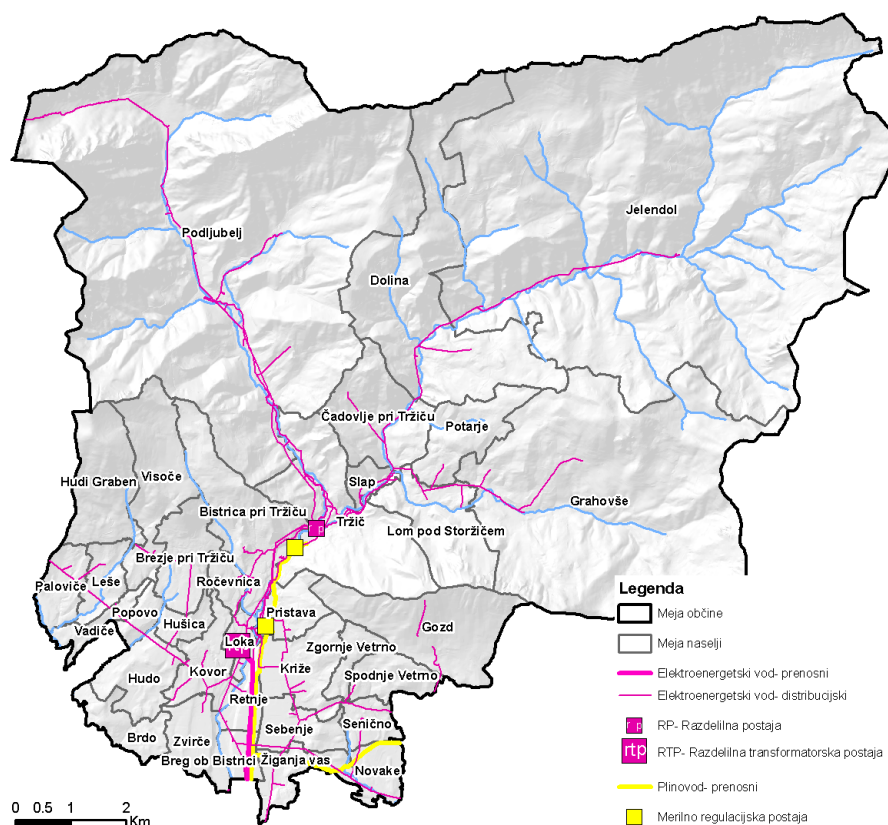 Jelendol
Podljubelj
Dolina
Čadovlje pri Tržiču
Potarje
Hudi Graben
Visoče
Slap
Bistrica pri Tržiču
Grahovše
r p
Tržič
Lom pod Storžičem
Brezje pri Tržiču
Ročevnica
Paloviče
Leše
Popovo
Pristava
Vadiče
Hušica
Gozd
Loka
Zgornje Vetrno
Križe
Kovor
Spodnje Vetrno
Hudo
Retnje
Senično
Sebenje
Brdo
Zvirče
Breg ob Bistrici
Žiganja vas
Novake
0 0.5 1 2
Km
Legenda
Meja občine
Meja naselji
Elektroenergetski vod- prenosni
Elektroenergetski vod- distribucijski
r p
RP- Razdelilna postaja
rtp
RTP- Razdelilna transformatorska postaja
Plinovod- prenosni
Merilno regulacijska postaja